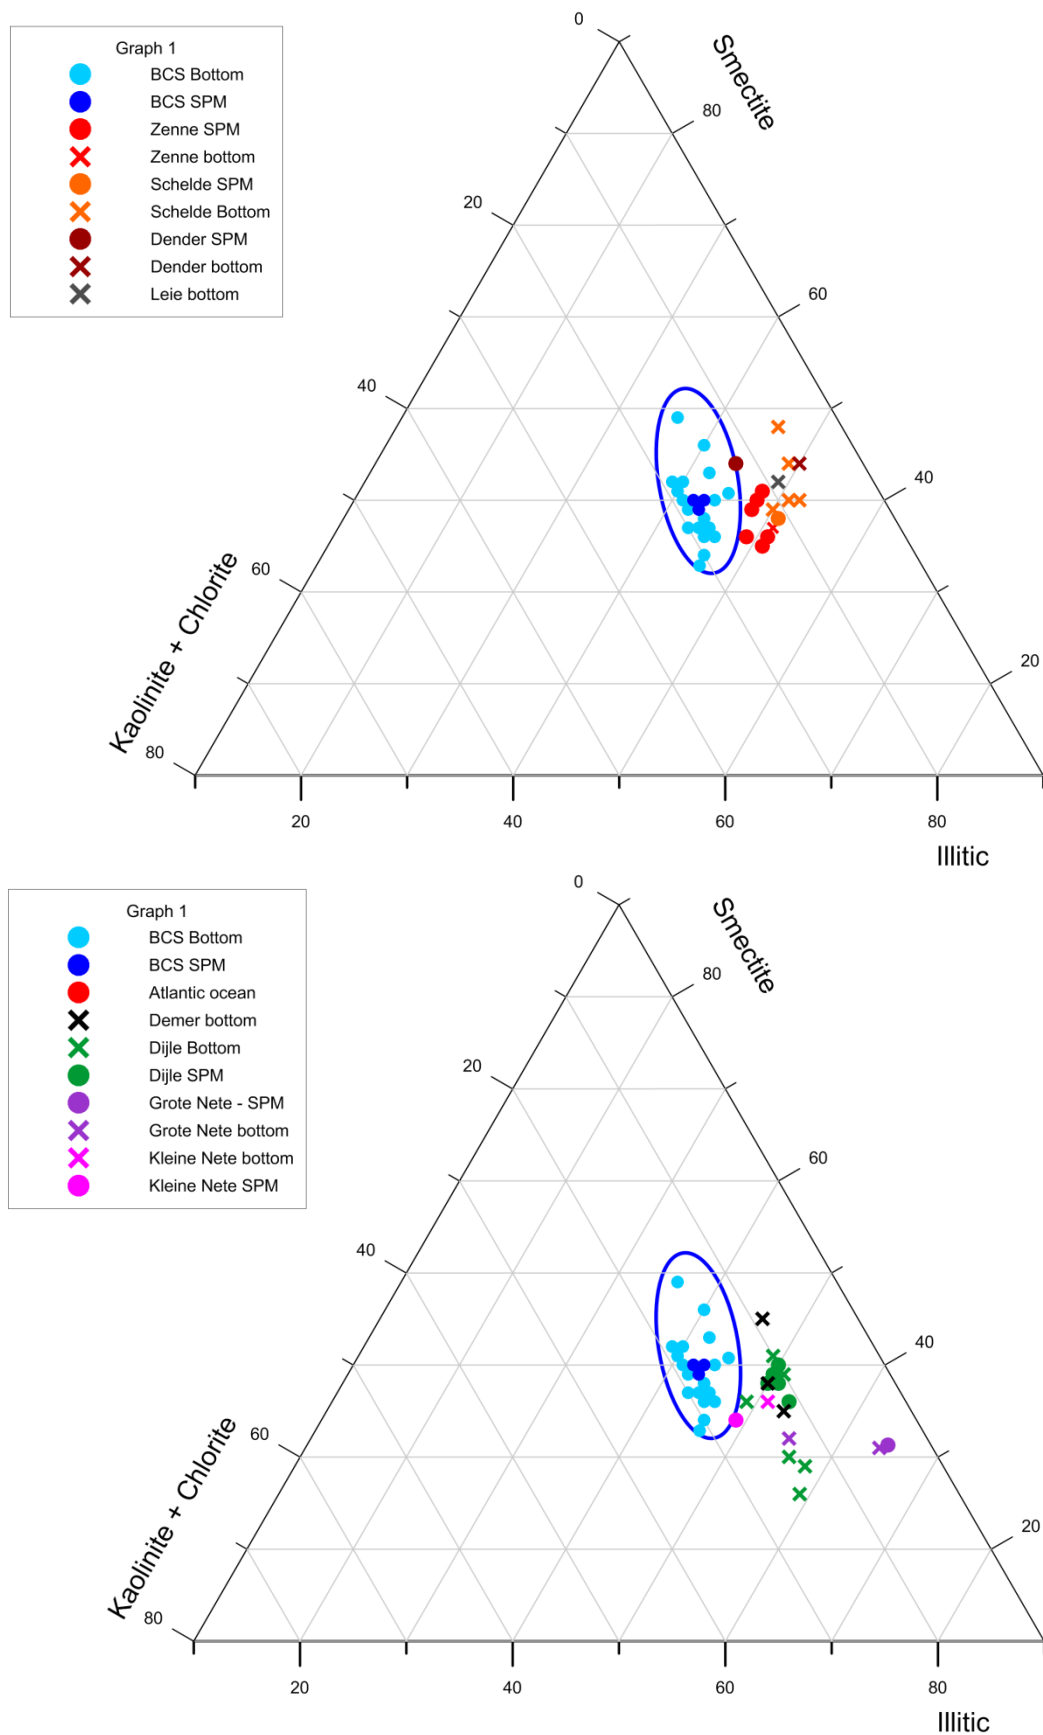 Graph 1
BCS Bottom
BCS SPM
Zenne SPM
Zenne bottom
Schelde SPM
Schelde Bottom
Dender SPM
Dender bottom
Leie bottom
0
Smectite
80
20
60
40
40
Kaolinite + Chlorite
60
20
80
20
40
60
80
Illitic
Graph 1
BCS Bottom
BCS SPM
Atlantic ocean
Demer bottom
Dijle Bottom
Dijle SPM
Grote Nete - SPM
Grote Nete bottom
Kleine Nete bottom
Kleine Nete SPM
0
Smectite
80
20
60
40
40
Kaolinite + Chlorite
60
20
80
20
40
60
80
Illitic